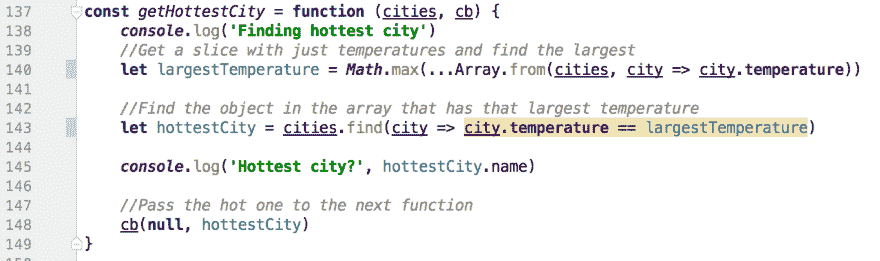 137 const getHottestCity = function (cities, cb) {
138     console.log('Finding hottest city')
139     //Get a slice with just temperatures and find the largest
140     let largestTemperature = Math.max(...Array.from(cities, city => city.temperature))
141
142     //Find the object in the array that has that largest temperature
143     let hottestCity = cities.find(city => city.temperature == largestTemperature)
144
145     console.log('Hottest city?', hottestCity.name)
146
147     //Pass the hot one to the next function
148     cb(null, hottestCity)
149 }